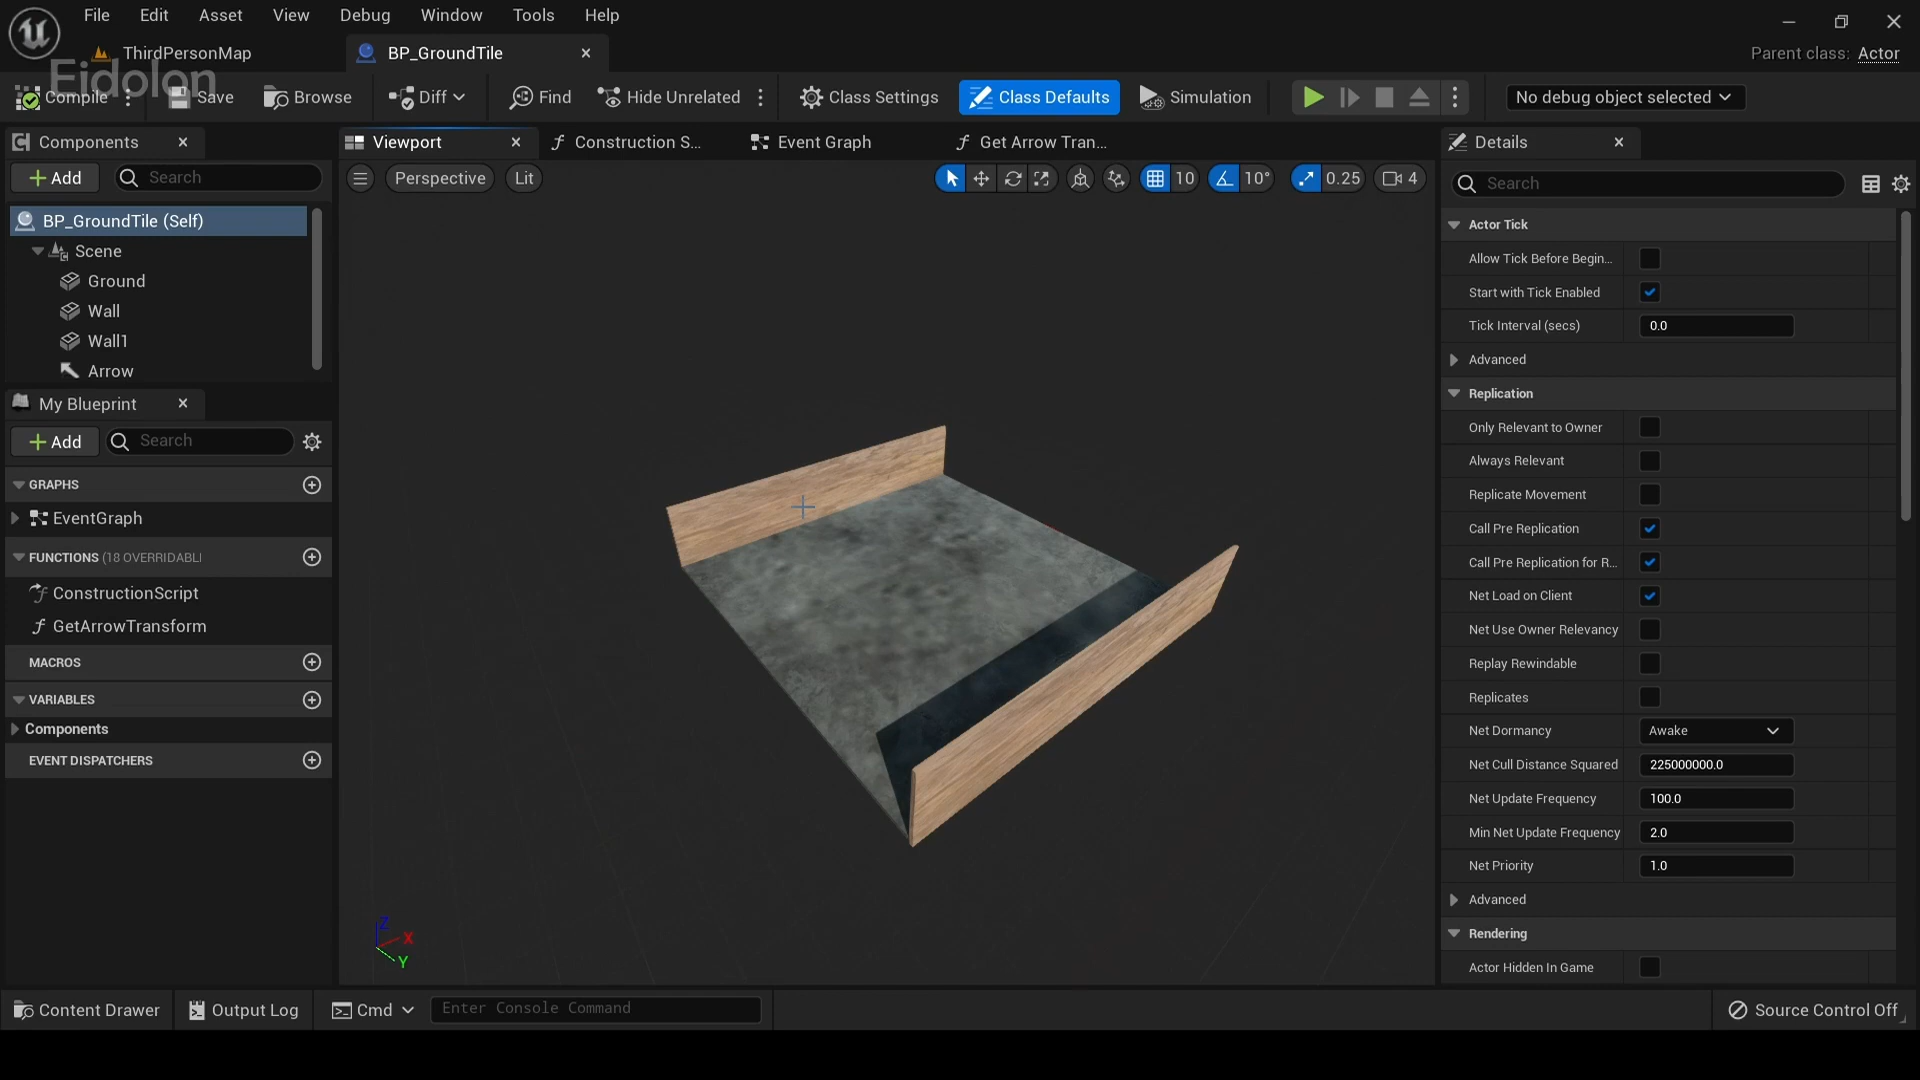 File Edit Asset View Debug Window Tools Help
ThirdPersonMap
BP_GroundTile
Parent class: Actor
Eidolen
Compile
Save
Browse
Diff
Find
Hide Unrelated
Class Settings
Class Defaults
Simulation
No debug object selected
Components
Viewport
Construction S...
Event Graph
Get Arrow Tran...
Details
Add
Search
Perspective
Lit
10
10°
0.25
4
Search
BP_GroundTile (Self)
Scene
Ground
Wall
Wall1
Arrow
My Blueprint
Add
Search
GRAPHS
EventGraph
FUNCTIONS (18 OVERRIDABLI
ConstructionScript
GetArrowTransform
MACROS
VARIABLES
Components
EVENT DISPATCHERS
Z
X
Y
Actor Tick
Allow Tick Before Begin...
Start with Tick Enabled
Tick Interval (secs) 0.0
Advanced
Replication
Only Relevant to Owner
Always Relevant
Replicate Movement
Call Pre Replication
Call Pre Replication for R...
Net Load on Client
Net Use Owner Relevancy
Replay Rewindable
Replicates
Net Dormancy Awake
Net Cull Distance Squared 225000000.0
Net Update Frequency 100.0
Min Net Update Frequency 2.0
Net Priority 1.0
Advanced
Rendering
Actor Hidden In Game
Content Drawer
Output Log
Cmd
Enter Console Command
Source Control Off